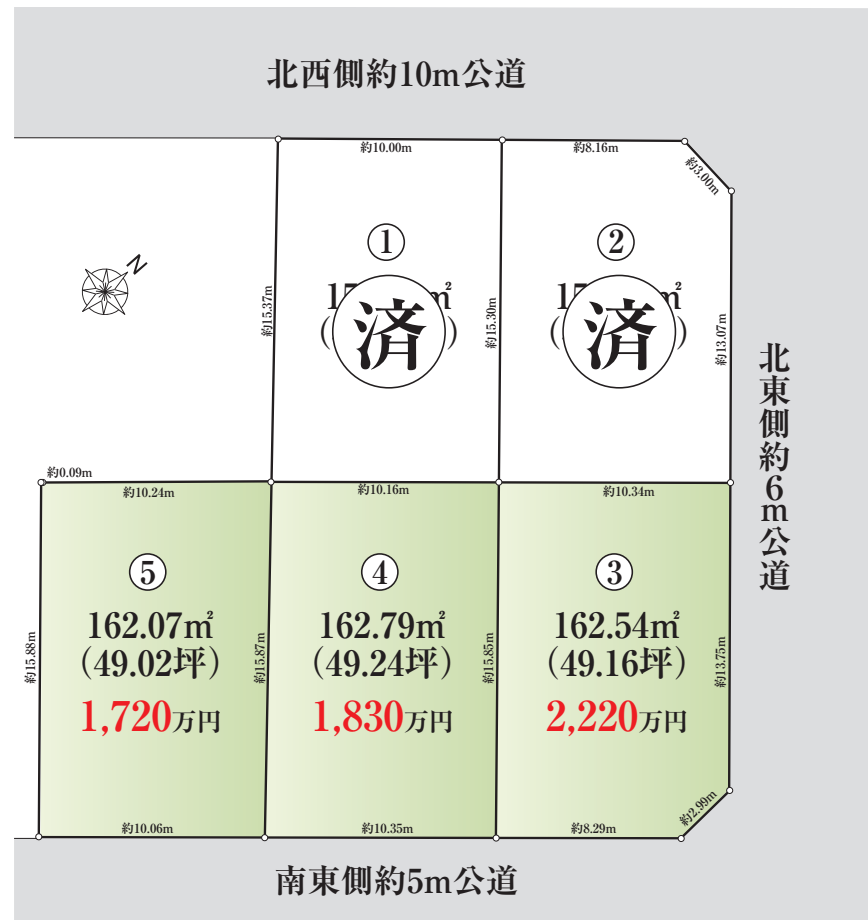 北西側約10m公道
約10.00m
約8.16m
約3.00m
①
②
N
約15.37m
約15.30m
約13.07m
済
済
北東側約6m公道
約0.09m
約10.24m
約10.16m
約10.34m
⑤
162.07㎡
(49.02坪)
1,720万円
④
162.79㎡
(49.24坪)
1,830万円
③
162.54㎡
(49.16坪)
2,220万円
約15.88m
約15.87m
約15.85m
約13.75m
約2.99m
約10.06m
約10.35m
約8.29m
南東側約5m公道